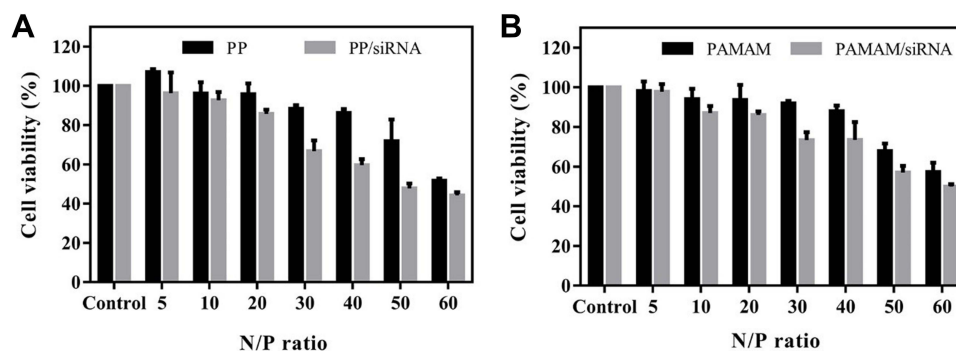 A
PP PP/siRNA
Cell viability (%)
120
100
80
60
40
20
0
Control 5 10 20 30 40 50 60
N/P ratio
B
PAMAM PAMAM/siRNA
Cell viability (%)
120
100
80
60
40
20
0
Control 5 10 20 30 40 50 60
N/P ratio